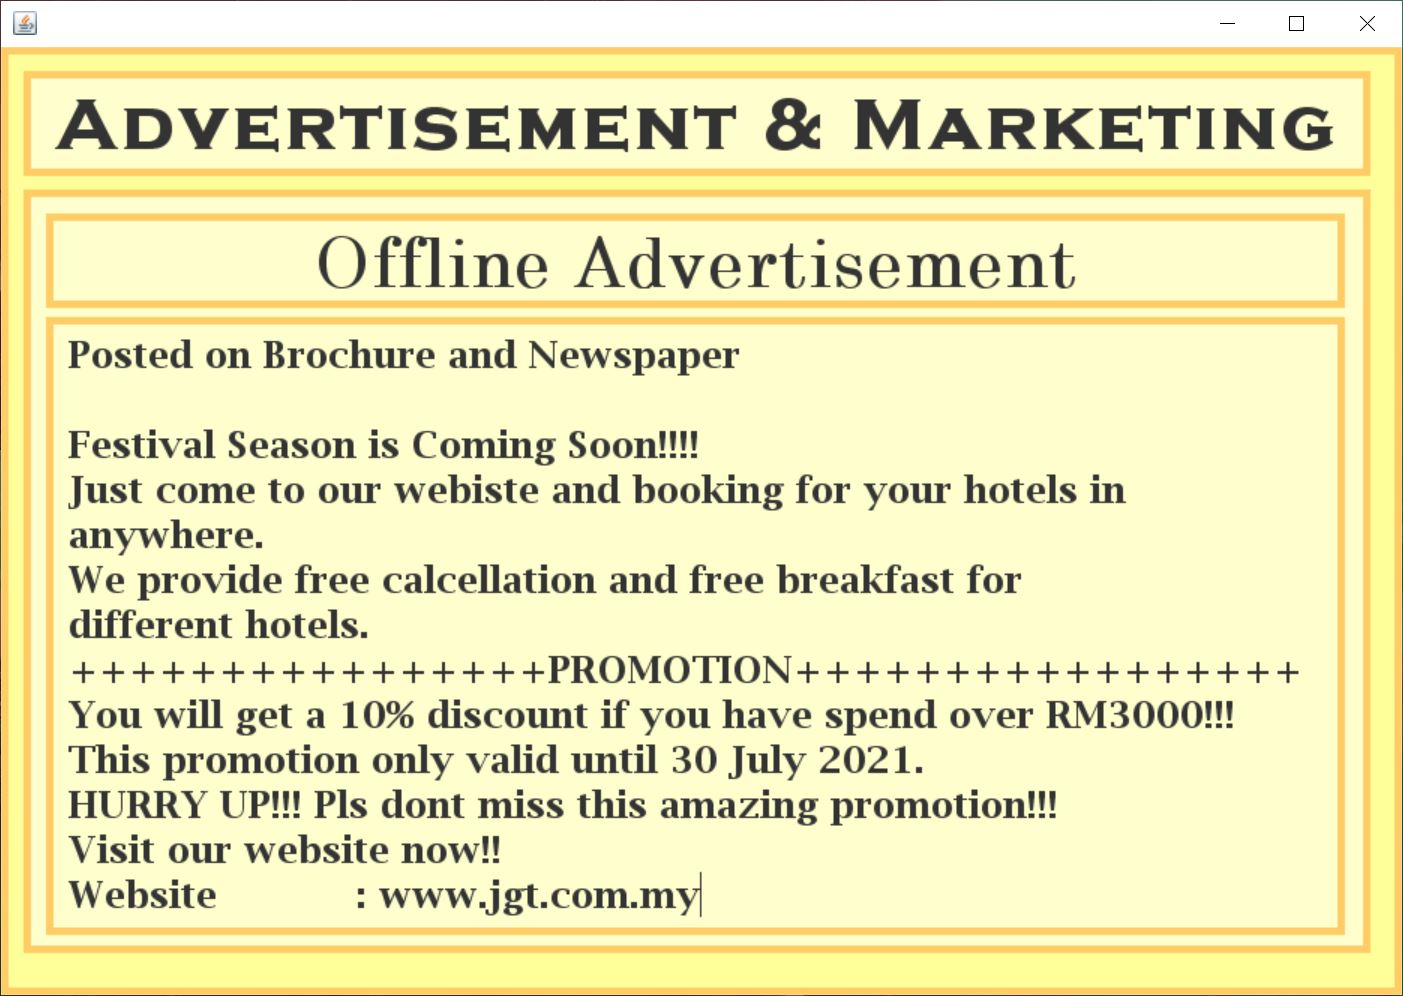 ADVERTISEMENT & MARKETING
Offline Advertisement
Posted on Brochure and Newspaper
Festival Season is Coming Soon!!!!
Just come to our webiste and booking for your hotels in
anywhere.
We provide free calcellation and free breakfast for
different hotels.
++++++++++++++++PROMOTION+++++++++++++++++
You will get a 10% discount if you have spend over RM3000!!!
This promotion only valid until 30 July 2021.
HURRY UP!!! Pls dont miss this amazing promotion!!!
Visit our website now!!
Website : www.jgt.com.my